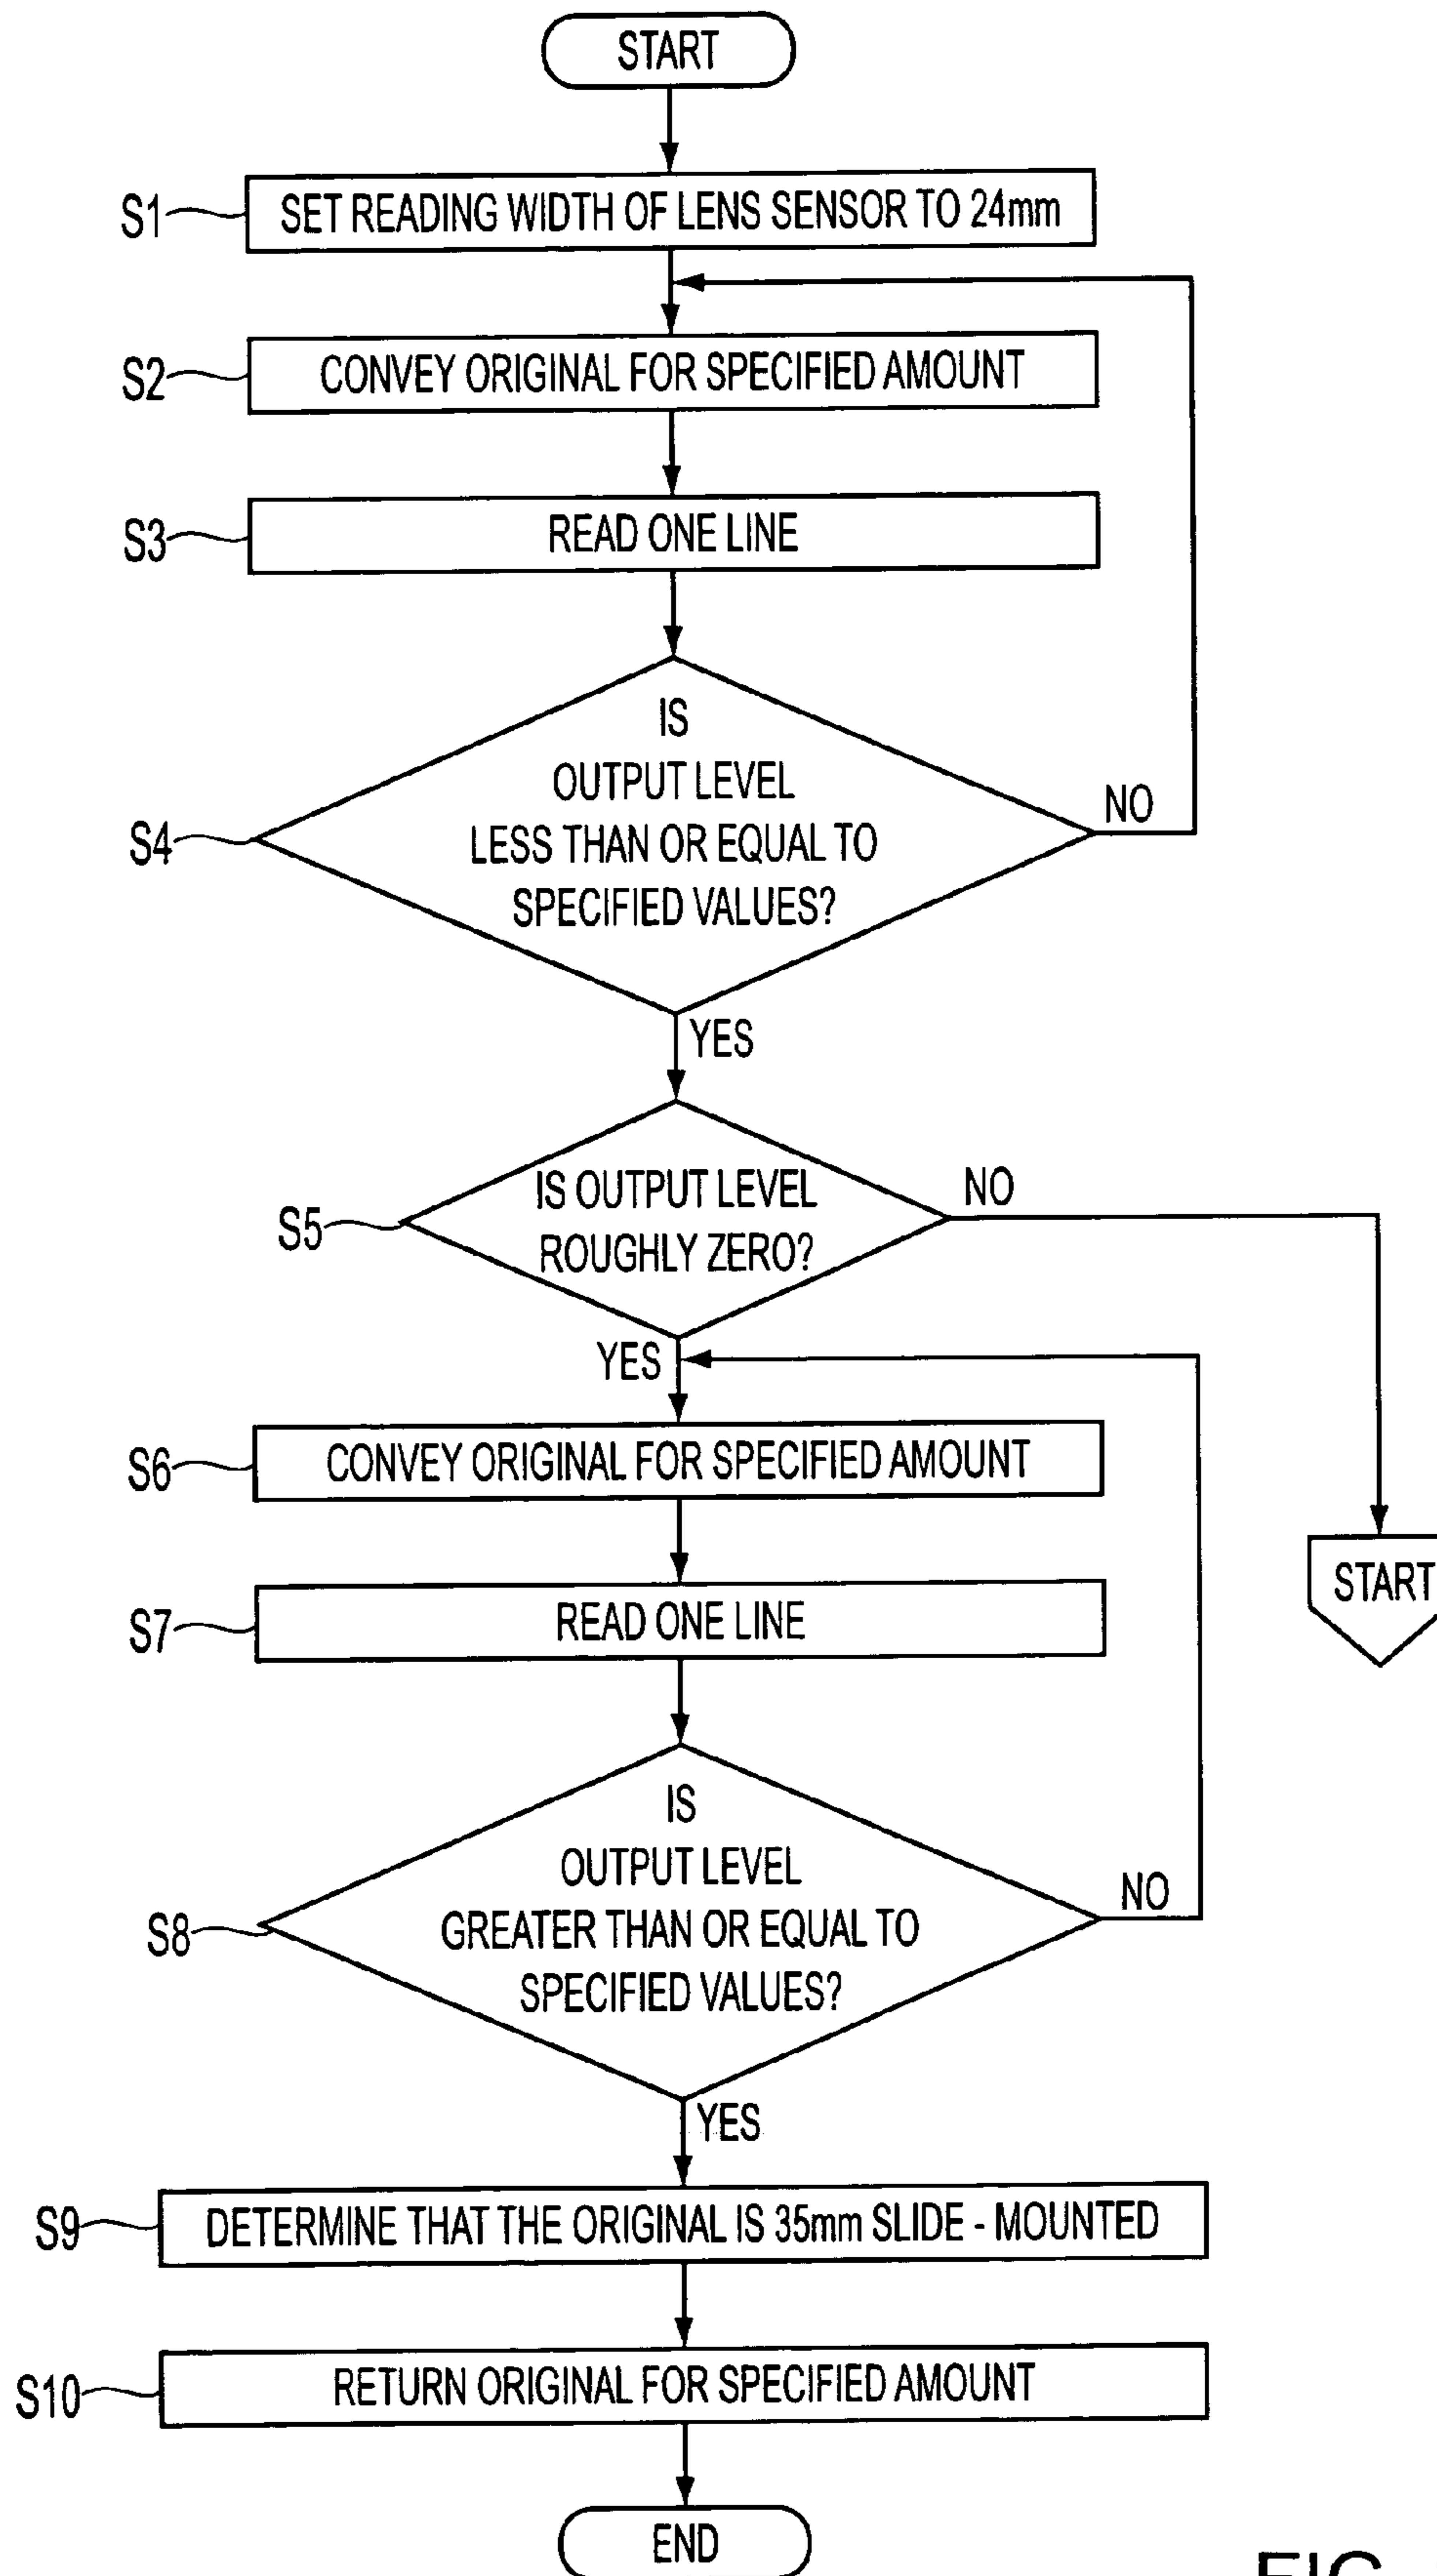 START
S1
SET READING WIDTH OF LENS SENSOR TO 24mm
S2
CONVEY ORIGINAL FOR SPECIFIED AMOUNT
S3
READ ONE LINE
IS
OUTPUT LEVEL
LESS THAN OR EQUAL TO
SPECIFIED VALUES?
S4
NO
YES
IS OUTPUT LEVEL
ROUGHLY ZERO?
S5
NO
YES
S6
CONVEY ORIGINAL FOR SPECIFIED AMOUNT
S7
READ ONE LINE
START
IS
OUTPUT LEVEL
GREATER THAN OR EQUAL TO
SPECIFIED VALUES?
S8
NO
YES
S9
DETERMINE THAT THE ORIGINAL IS 35mm SLIDE - MOUNTED
S10
RETURN ORIGINAL FOR SPECIFIED AMOUNT
END
FIG